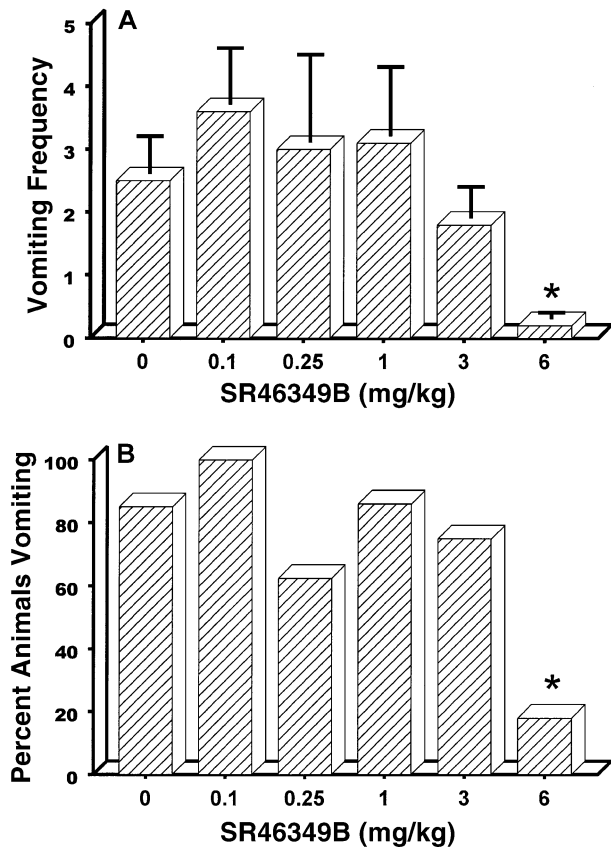 A
5
4
3
2
1
0
Vomiting Frequency
*
0 0.1 0.25 1 3 6
SR46349B (mg/kg)
B
100
80
60
40
20
0
Percent Animals Vomiting
*
0 0.1 0.25 1 3 6
SR46349B (mg/kg)